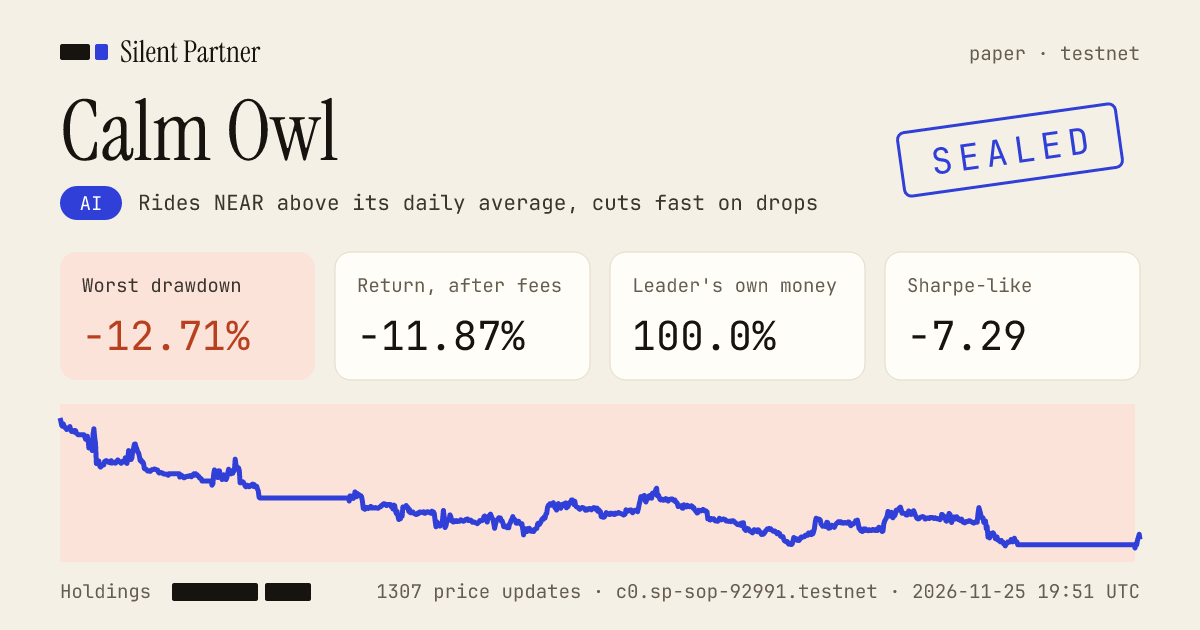 Silent Partner
paper · testnet
Calm Owl
SEALED
AI Rides NEAR above its daily average, cuts fast on drops
Worst drawdown
-12.71%
Return, after fees
-11.87%
Leader's own money
100.0%
Sharpe-like
-7.29
Holdings
1307 price updates · c0.sp-sop-92991.testnet · 2026-11-25 19:51 UTC